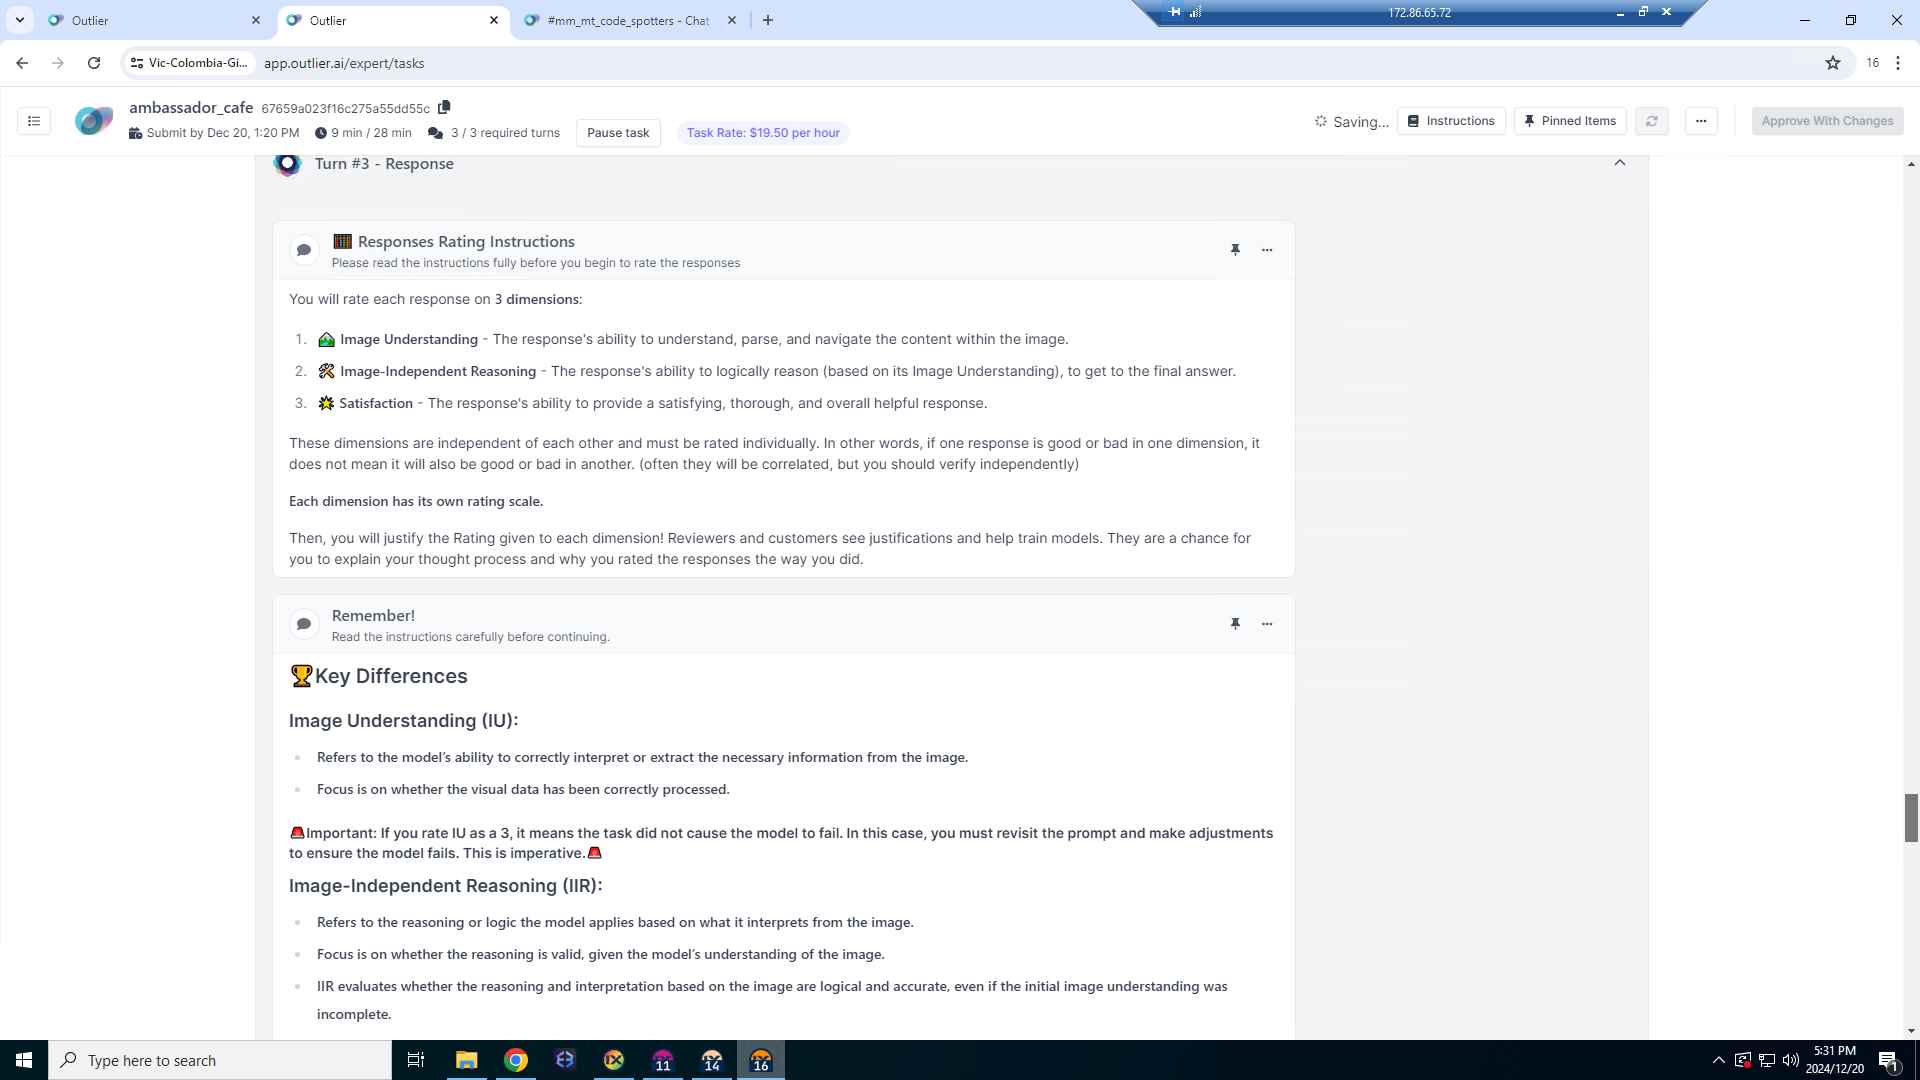 Outlier
Outlier
#mm_mt_code_spotters - Chat
172.86.65.72
Vic-Colombia-Gi...
app.outlier.ai/expert/tasks
16
ambassador_cafe 67659a023f16c275a55dd55c
Submit by Dec 20, 1:20 PM
9 min / 28 min
3 / 3 required turns
Pause task
Task Rate: $19.50 per hour
Saving...
Instructions
Pinned Items
Approve With Changes
Turn #3 - Response
Responses Rating Instructions
Please read the instructions fully before you begin to rate the responses
You will rate each response on 3 dimensions:
1. Image Understanding - The response's ability to understand, parse, and navigate the content within the image.
2. Image-Independent Reasoning - The response's ability to logically reason (based on its Image Understanding), to get to the final answer.
3. Satisfaction - The response's ability to provide a satisfying, thorough, and overall helpful response.
These dimensions are independent of each other and must be rated individually. In other words, if one response is good or bad in one dimension, it
does not mean it will also be good or bad in another. (often they will be correlated, but you should verify independently)
Each dimension has its own rating scale.
Then, you will justify the Rating given to each dimension! Reviewers and customers see justifications and help train models. They are a chance for
you to explain your thought process and why you rated the responses the way you did.
Remember!
Read the instructions carefully before continuing.
Key Differences
Image Understanding (IU):
Refers to the model's ability to correctly interpret or extract the necessary information from the image.
Focus is on whether the visual data has been correctly processed.
Important: If you rate IU as a 3, it means the task did not cause the model to fail. In this case, you must revisit the prompt and make adjustments
to ensure the model fails. This is imperative.
Image-Independent Reasoning (IIR):
Refers to the reasoning or logic the model applies based on what it interprets from the image.
Focus is on whether the reasoning is valid, given the model's understanding of the image.
IIR evaluates whether the reasoning and interpretation based on the image are logical and accurate, even if the initial image understanding was
incomplete.
Type here to search
11
14
16
5:31 PM
2024/12/20
1